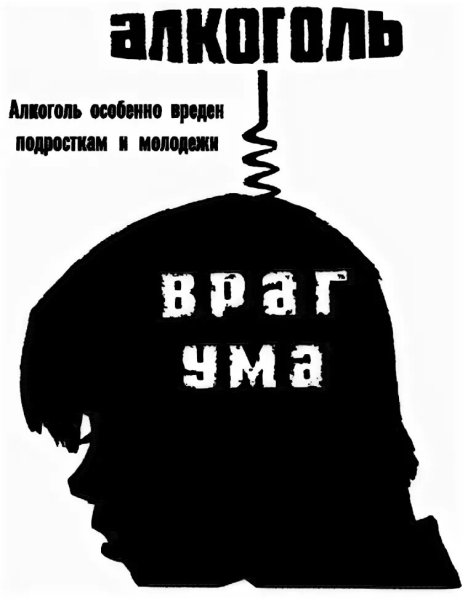 алкоголь
Алкоголь особенно вреден
подросткам и молодежи
враг
ума